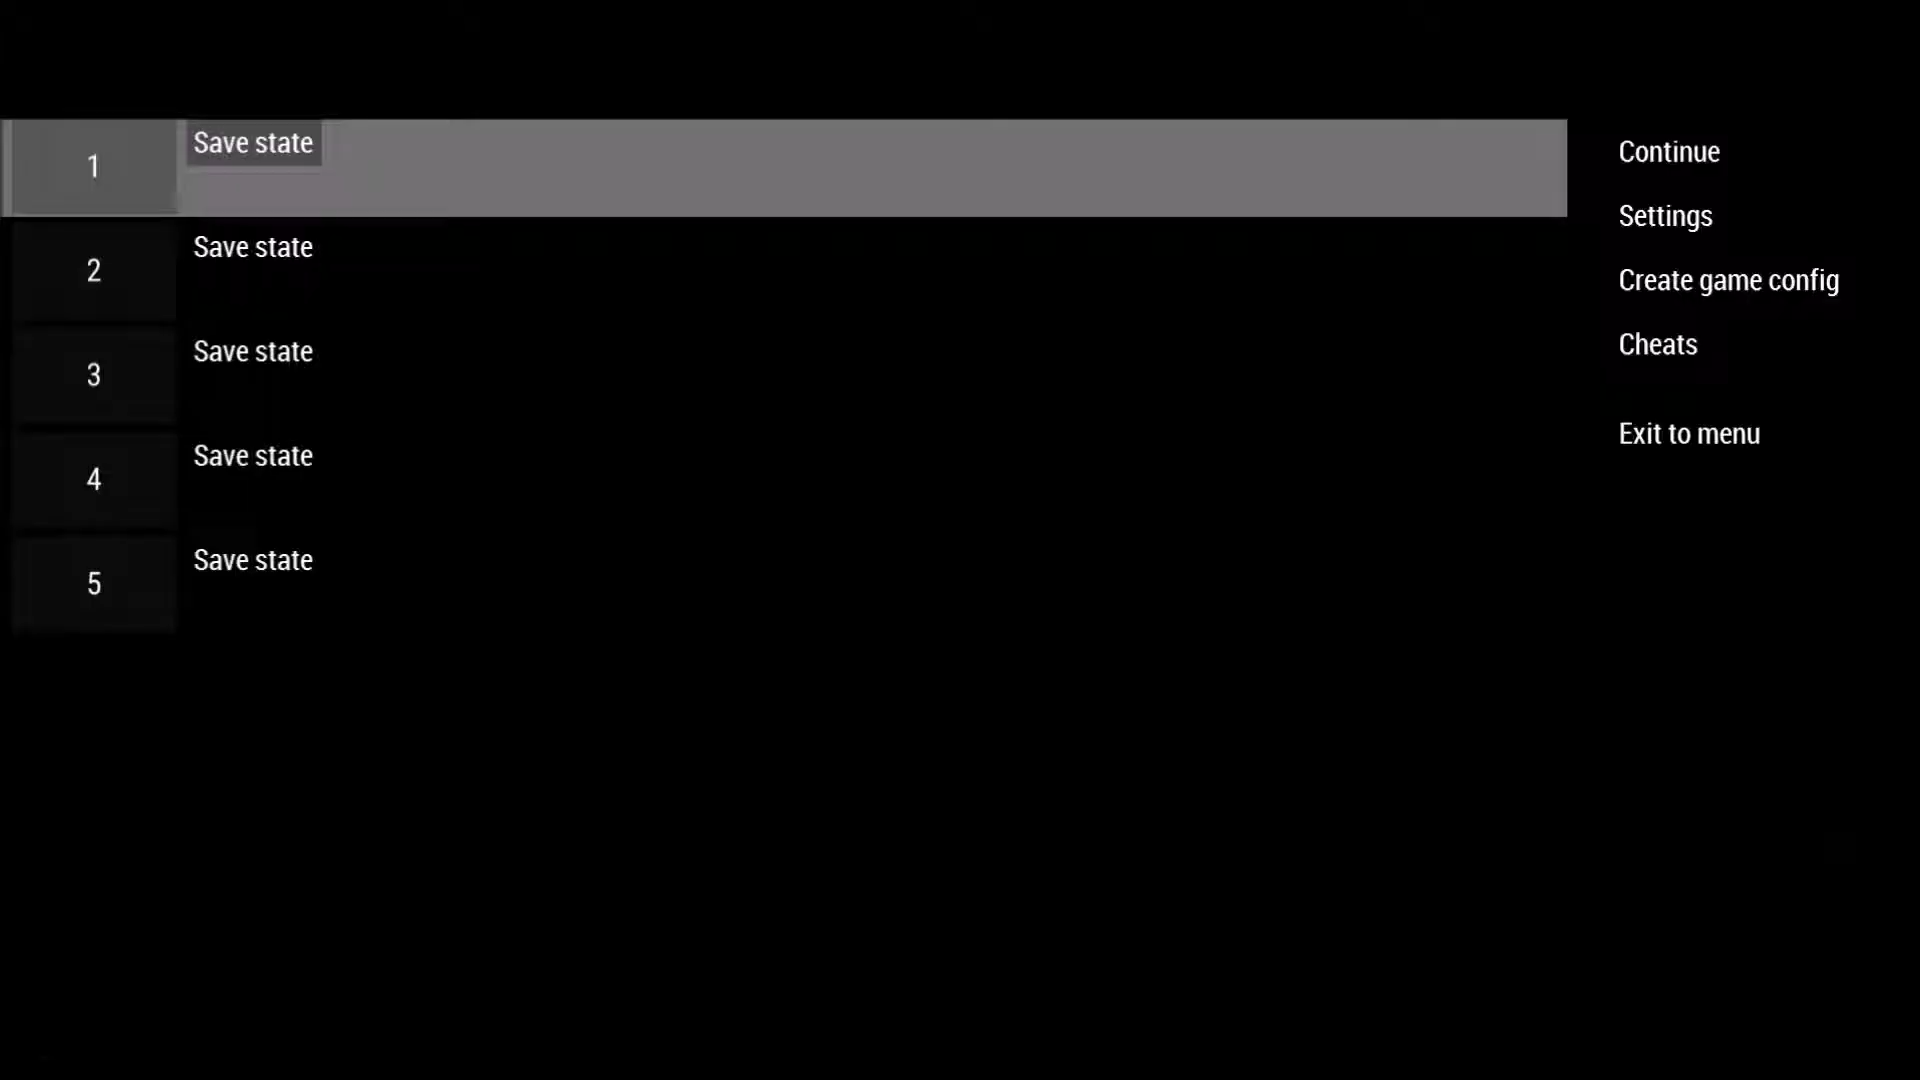 1
Save state
2
Save state
3
Save state
4
Save state
5
Save state
Continue
Settings
Create game config
Cheats
Exit to menu